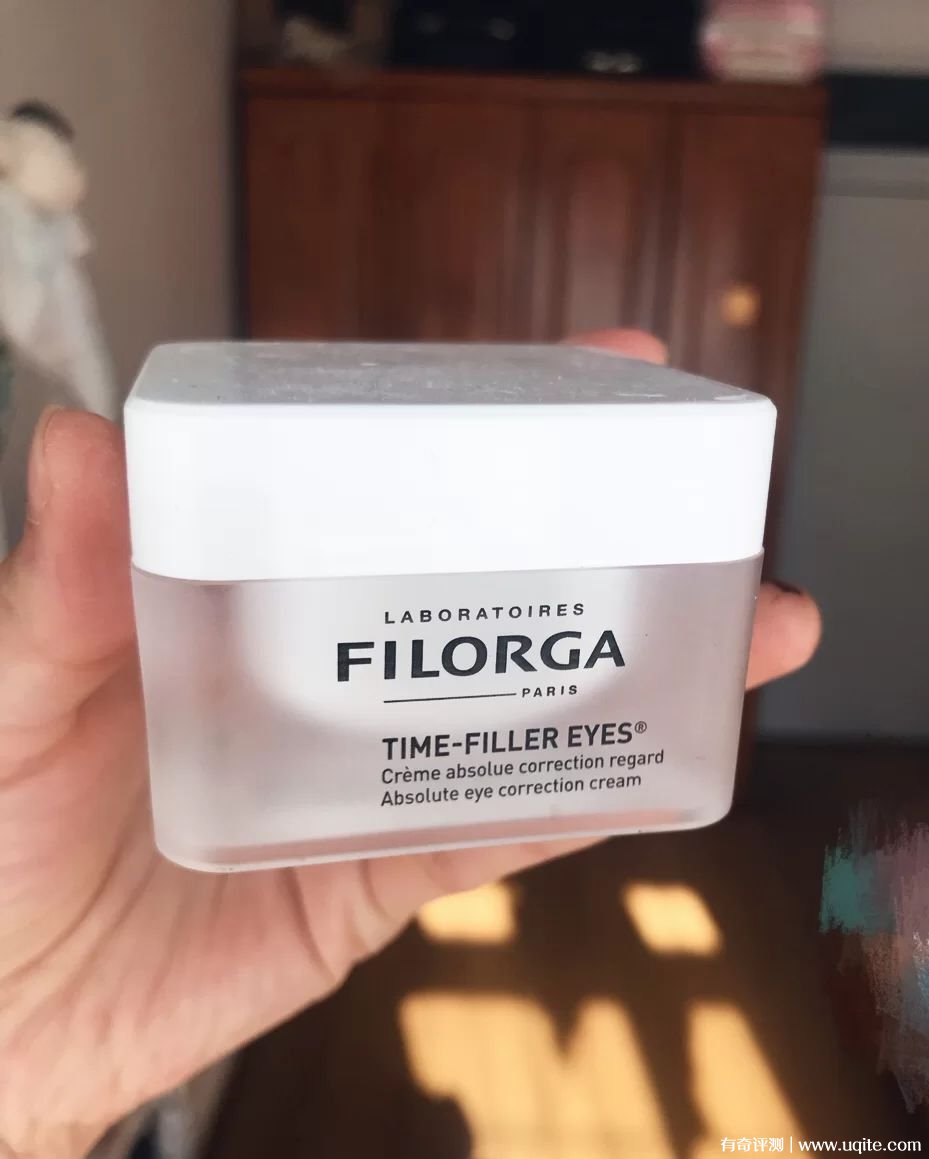 LABORATOIRES
FILORGA
PARIS
TIME-FILLER EYES®
Crème absolue correction regard
Absolute eye correction cream
有奇评测 | www.uqite.com